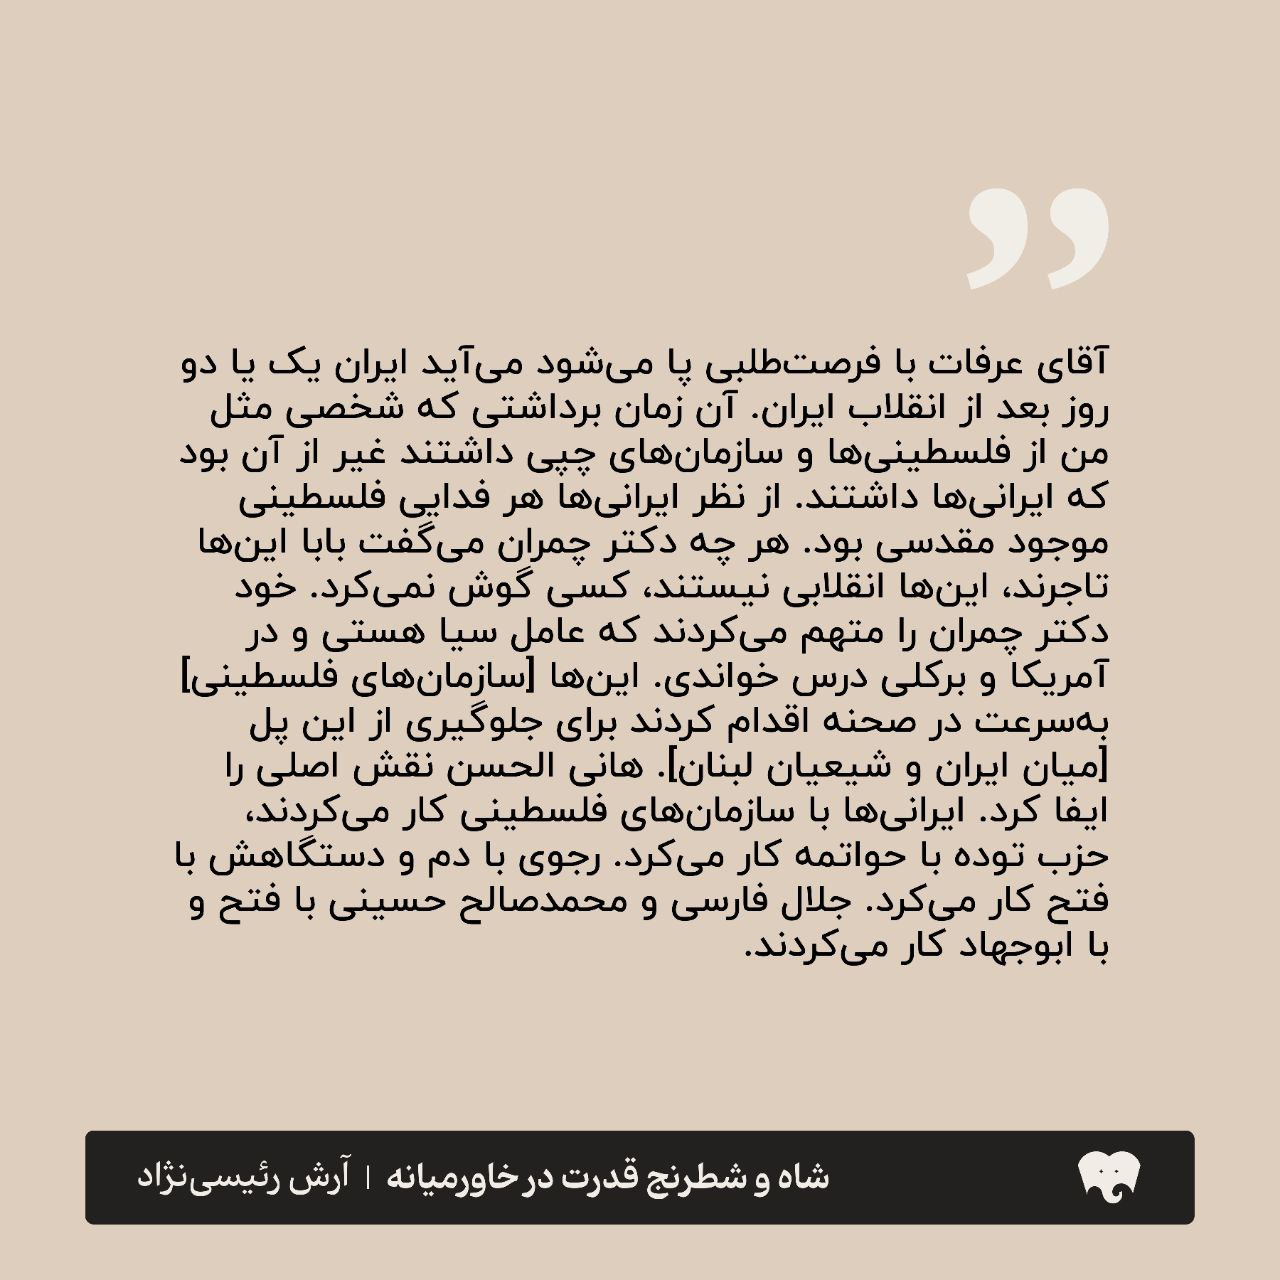 ”
آقای عرفات با فرصت‌طلبی پا می‌شود می‌آید ایران یک یا دو
روز بعد از انقلاب ایران. آن زمان برداشتی که شخصی مثل
من از فلسطینی‌ها و سازمان‌های چپی داشتند غیر از آن بود
که ایرانی‌ها داشتند. از نظر ایرانی‌ها هر فدایی فلسطینی
موجود مقدسی بود. هر چه دکتر چمران می‌گفت بابا این‌ها
تاجرند، این‌ها انقلابی نیستند، کسی گوش نمی‌کرد. خود
دکتر چمران را متهم می‌کردند که عامل سیا هستی و در
آمریکا و برکلی درس خواندی. این‌ها [سازمان‌های فلسطینی]
به‌سرعت در صحنه اقدام کردند برای جلوگیری از این پل
[میان ایران و شیعیان لبنان]. هانی الحسن نقش اصلی را
ایفا کرد. ایرانی‌ها با سازمان‌های فلسطینی کار می‌کردند،
حزب توده با حواتمه کار می‌کرد. رجوی با دم و دستگاهش با
فتح کار می‌کرد. جلال فارسی و محمدصالح حسینی با فتح و
با ابوجهاد کار می‌کردند.
شاه و شطرنج قدرت در خاورمیانه | آرش رئیسی‌نژاد